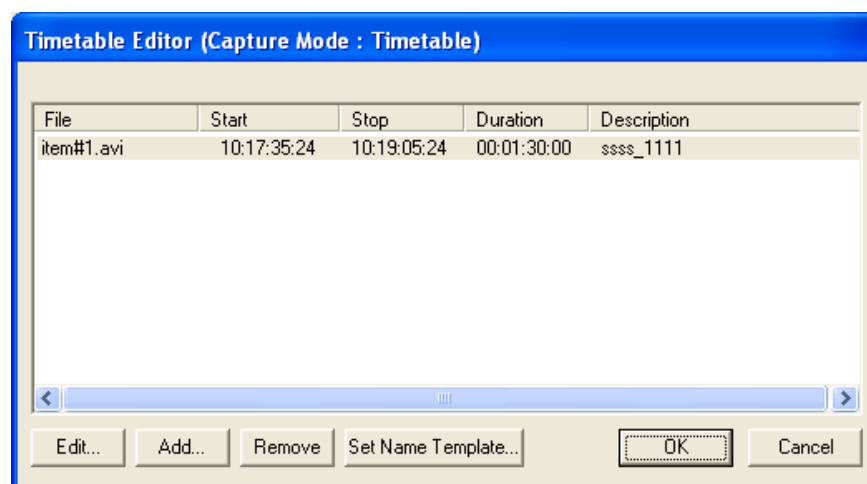 Timetable Editor (Capture Mode : Timetable)
File Start Stop Duration Description
item#1.avi 10:17:35:24 10:19:05:24 00:01:30:00 ssss_1111
Edit... Add... Remove Set Name Template... OK Cancel